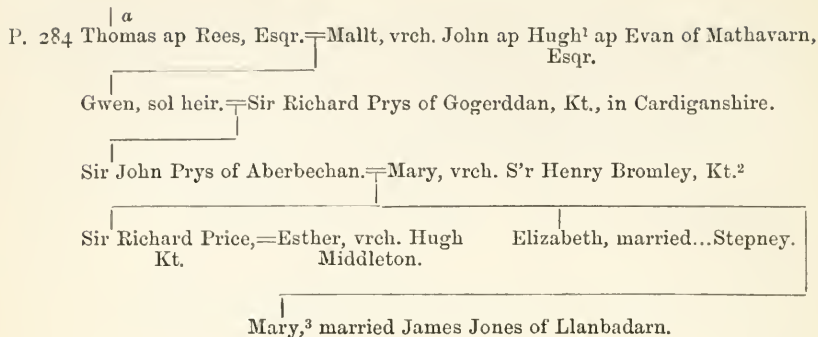 a
P. 284 Thomas ap Rees, Esqr.=Mallt, vrch. John ap Hugh¹ ap Evan of Mathavarn,
Esqr.
Gwen, sol heir.=Sir Richard Prys of Gogerddan, Kt., in Cardiganshire.
Sir John Prys of Aberbechan.=Mary, vrch. S'r Henry Bromley, Kt.²
Sir Richard Price,=Esther, vrch. Hugh Elizabeth, married...Stepney.
Kt. Middleton.
Mary,³ married James Jones of Llanbadarn.